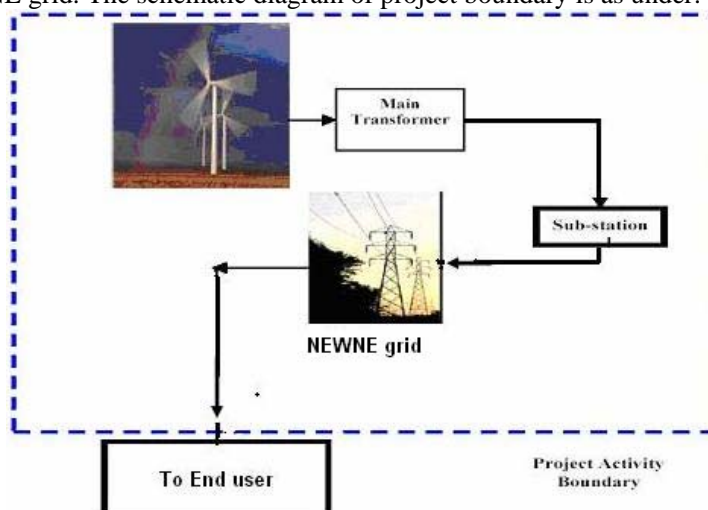 grid. The schematic diagram of project boundary is as under.
Main
Transformer
Sub-station
NEWNE grid
To End user
Project Activity
Boundary